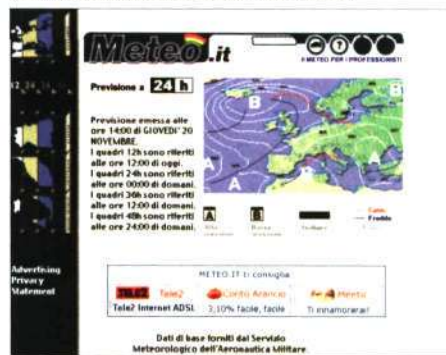 Meteo.it
IL METEO PER I PROFESSIONISTI
Previsione a 24 h
Previsione emessa alle
ore 14:00 di GIOVEDI' 20
NOVEMBRE.
I quadri 12h sono riferiti
alle ore 12:00 di oggi.
I quadri 24h sono riferiti
alle ore 00:00 di domani.
I quadri 36h sono riferiti
alle ore 12:00 di domani.
I quadri 48h sono riferiti
alle ore 24:00 di domani.
B
B
A
A
A
B
A
A
B
Alta
Bassa
Caldo
Freddo
Advertising
Privacy
Statement
METEO.IT ti consiglia
TELE2 Tele2
Conto Arancio
Meetic
Tele2 Internet ADSL
3,10% facile, facile
Ti innamorerai!
Dati di base forniti dal Servizio
Meteorologico dell'Aeronautica Militare